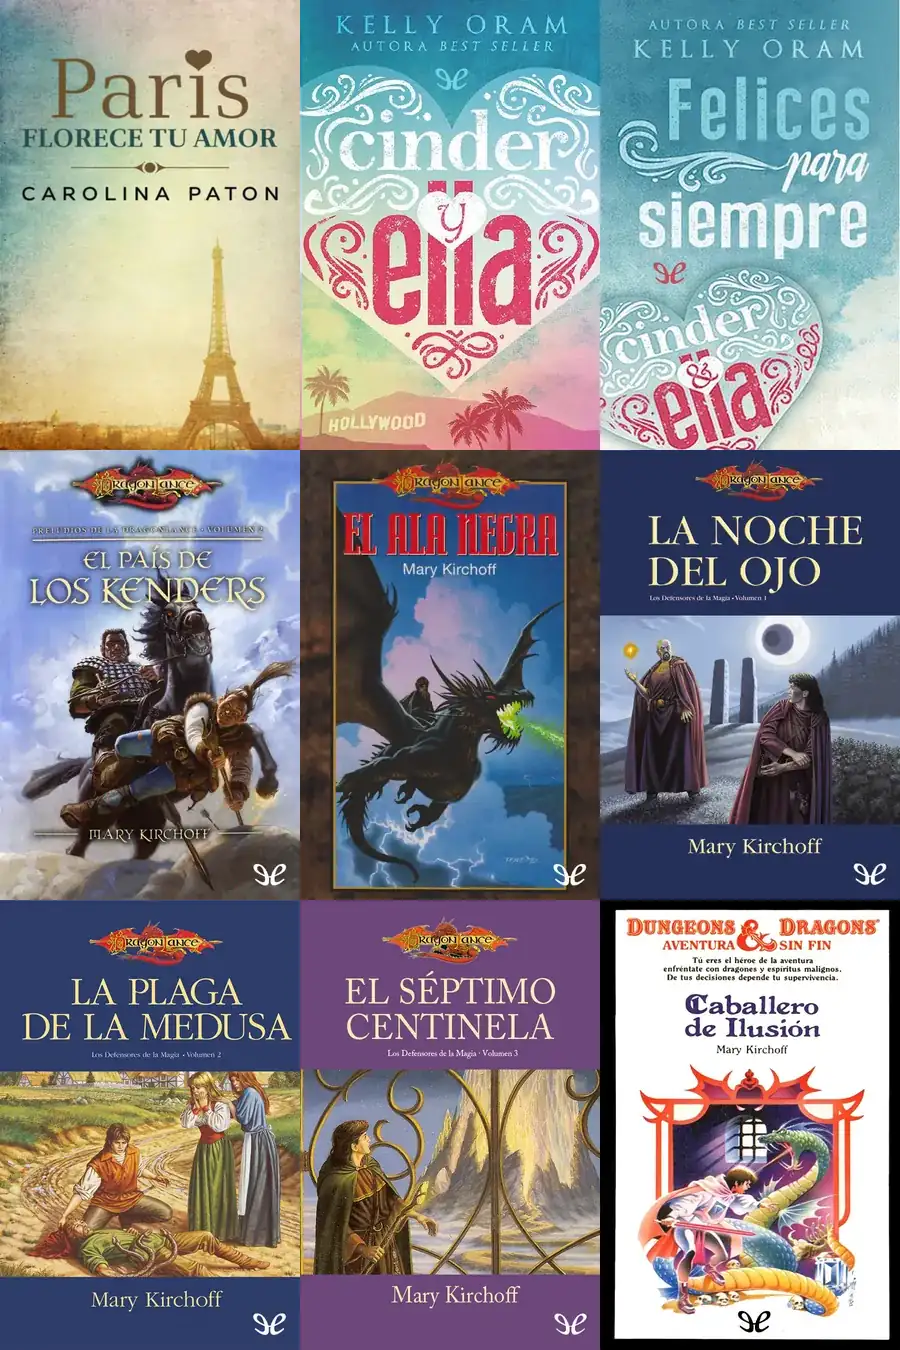 Paris
FLORECE TU AMOR
CAROLINA PATON
KELLY ORAM
AUTORA BEST SELLER
cinder
y
ella
HOLLYWOOD
AUTORA BEST SELLER
KELLY ORAM
Felices
para
siempre
cinder
&
ella
DRAGONLANCE
PRELUDIOS DE LA DRAGONLANCE • VOLUMEN 2
EL PAÍS DE
LOS KENDERS
MARY KIRCHOFF
DRAGONLANCE
EL ALA NEGRA
Mary Kirchoff
DRAGONLANCE
LA NOCHE
DEL OJO
Los Defensores de la Magia • Volumen 1
Mary Kirchoff
DRAGONLANCE
LA PLAGA
DE LA MEDUSA
Los Defensores de la Magia • Volumen 2
Mary Kirchoff
DRAGONLANCE
EL SÉPTIMO
CENTINELA
Los Defensores de la Magia · Volumen 3
Mary Kirchoff
DUNGEONS & DRAGONS
AVENTURA SIN FIN
Tú eres el héroe de la aventura
enfréntate con dragones y espíritus malignos.
De tus decisiones depende tu supervivencia.
Caballero
de Ilusión
Mary Kirchoff